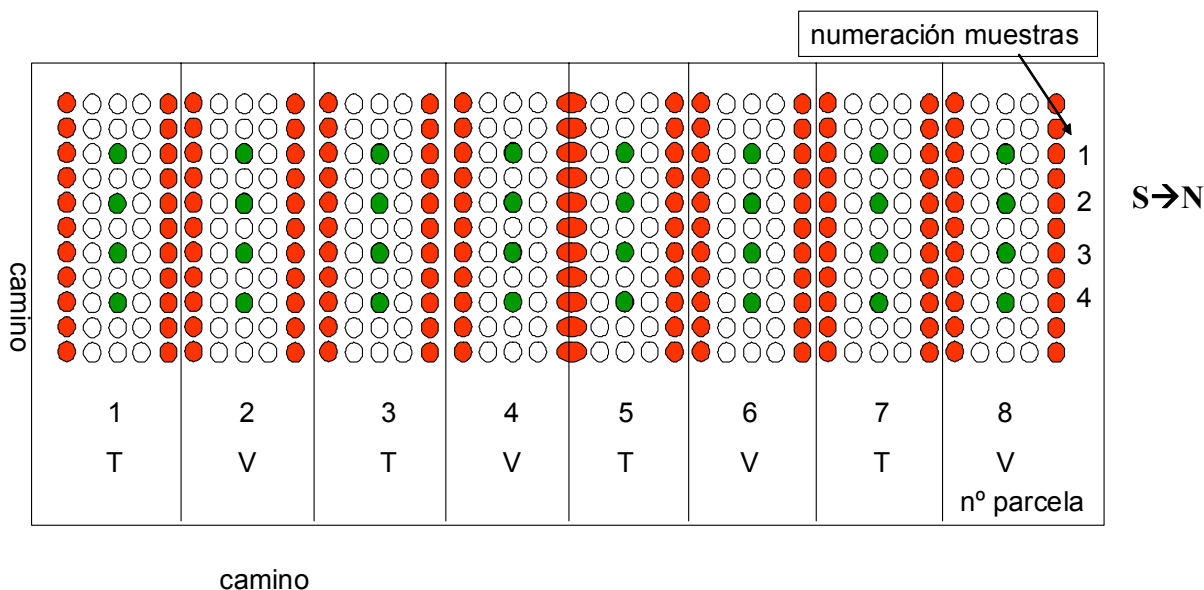 numeración muestras
1
2
3
4
S→N
camino
1 2 3 4 5 6 7 8
T V T V T V T V
nº parcela
camino